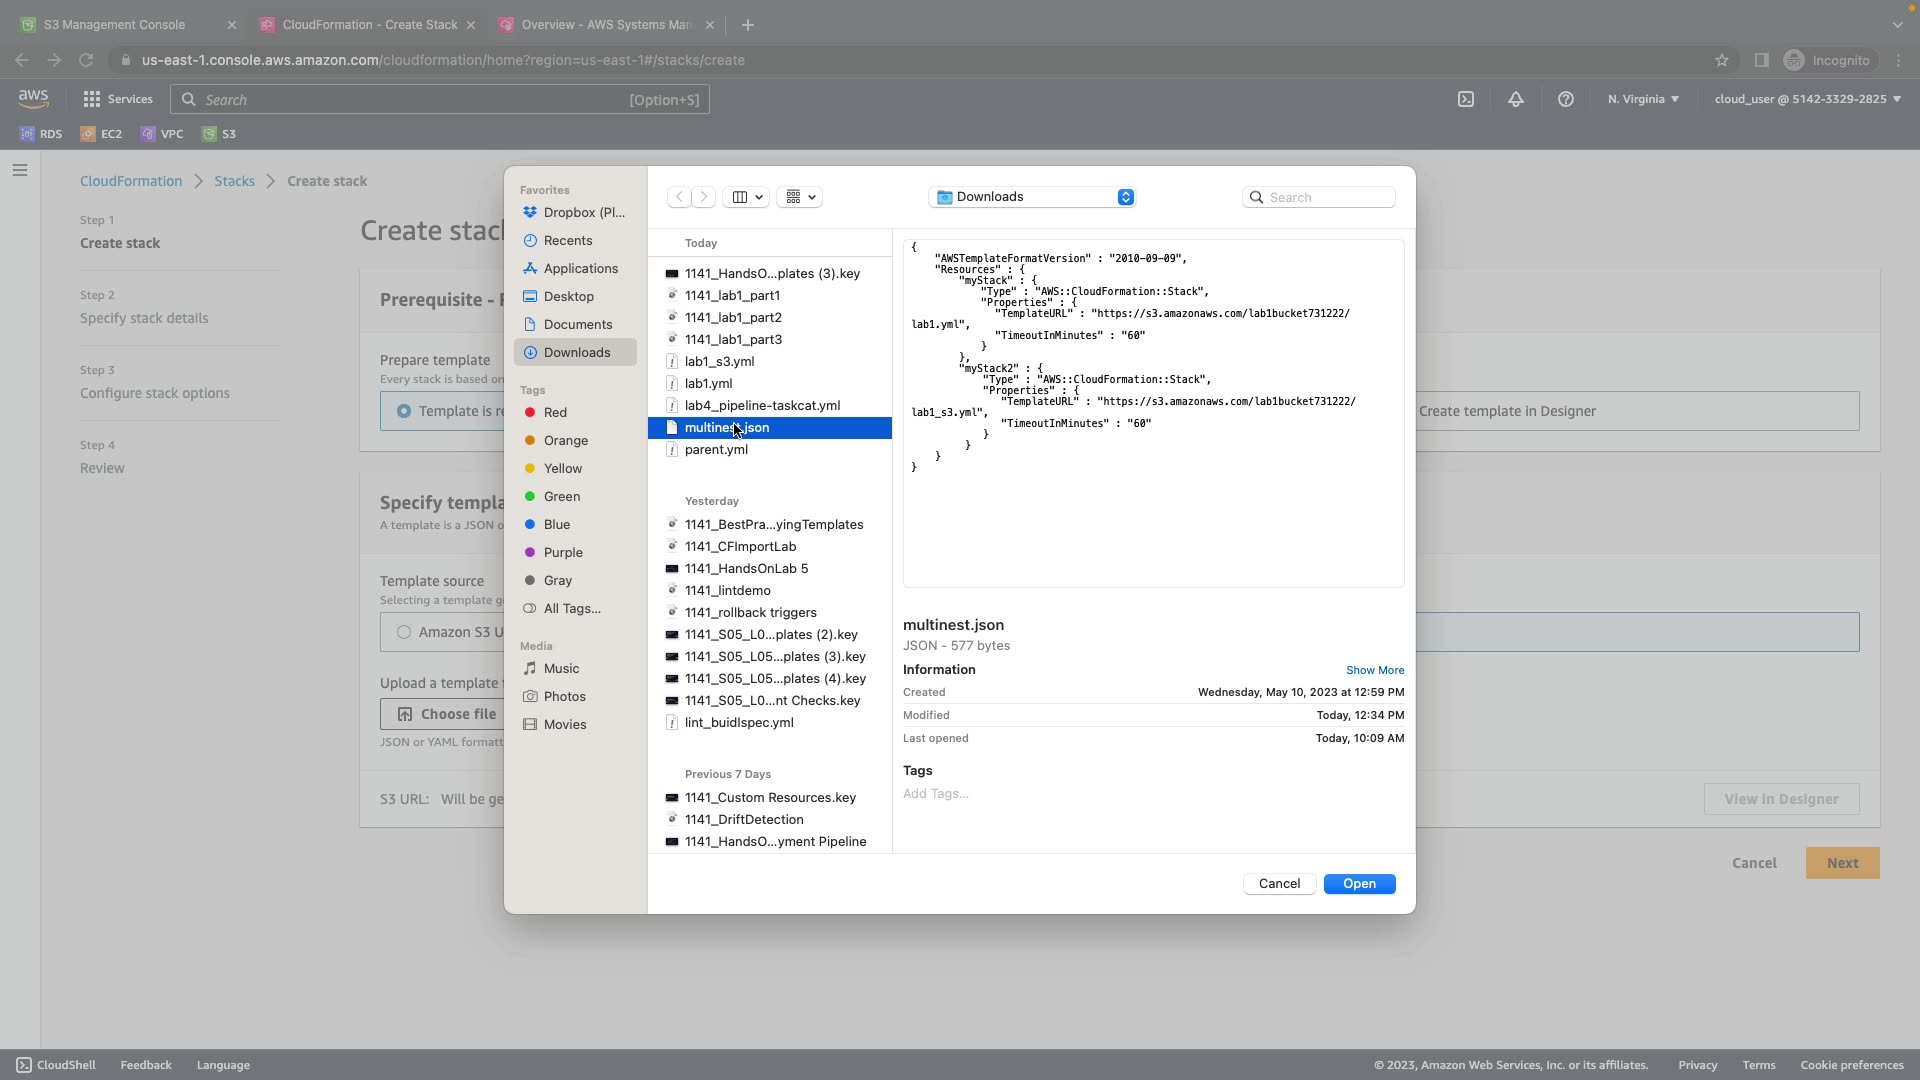 S3 Management Console
CloudFormation - Create Stack
Overview - AWS Systems Man
us-east-1.console.aws.amazon.com/cloudformation/home?region=us-east-1#/stacks/create
Incognito
aws
Services
Search
[Option+S]
N. Virginia
cloud_user @ 5142-3329-2825
RDS
EC2
VPC
S3
CloudFormation
Stacks
Create stack
Step 1
Create stack
Step 2
Specify stack details
Step 3
Configure stack options
Step 4
Review
Create stac
Prerequisite - P
Prepare template
Every stack is based on
Template is re
Create template in Designer
Specify templa
A template is a JSON o
Template source
Selecting a template g
Amazon S3 U
Upload a template
Choose file
JSON or YAML formatt
S3 URL: Will be ge
View in Designer
Cancel
Next
Favorites
Dropbox (Pl...
Recents
Applications
Desktop
Documents
Downloads
Tags
Red
Orange
Yellow
Green
Blue
Purple
Gray
All Tags...
Media
Music
Photos
Movies
Downloads
Search
Today
1141_HandsO...plates (3).key
1141_lab1_part1
1141_lab1_part2
1141_lab1_part3
lab1_s3.yml
lab1.yml
lab4_pipeline-taskcat.yml
multinest.json
parent.yml
Yesterday
1141_BestPra...yingTemplates
1141_CFImportLab
1141_HandsOnLab 5
1141_lintdemo
1141_rollback triggers
1141_S05_L0...plates (2).key
1141_S05_L05...plates (3).key
1141_S05_L05...plates (4).key
1141_S05_L0...nt Checks.key
lint_buidlspec.yml
Previous 7 Days
1141_Custom Resources.key
1141_DriftDetection
1141_HandsO...yment Pipeline
{
"AWSTemplateFormatVersion" : "2010-09-09",
"Resources" : {
"myStack" : {
"Type" : "AWS::CloudFormation::Stack",
"Properties" : {
"TemplateURL" : "https://s3.amazonaws.com/lab1bucket731222/
lab1.yml",
"TimeoutInMinutes" : "60"
}
},
"myStack2" : {
"Type" : "AWS::CloudFormation::Stack",
"Properties" : {
"TemplateURL" : "https://s3.amazonaws.com/lab1bucket731222/
lab1_s3.yml",
"TimeoutInMinutes" : "60"
}
}
}
}
multinest.json
JSON - 577 bytes
Information
Show More
Created
Wednesday, May 10, 2023 at 12:59 PM
Modified
Today, 12:34 PM
Last opened
Today, 10:09 AM
Tags
Add Tags...
Cancel
Open
CloudShell
Feedback
Language
© 2023, Amazon Web Services, Inc. or its affiliates.
Privacy
Terms
Cookie preferences